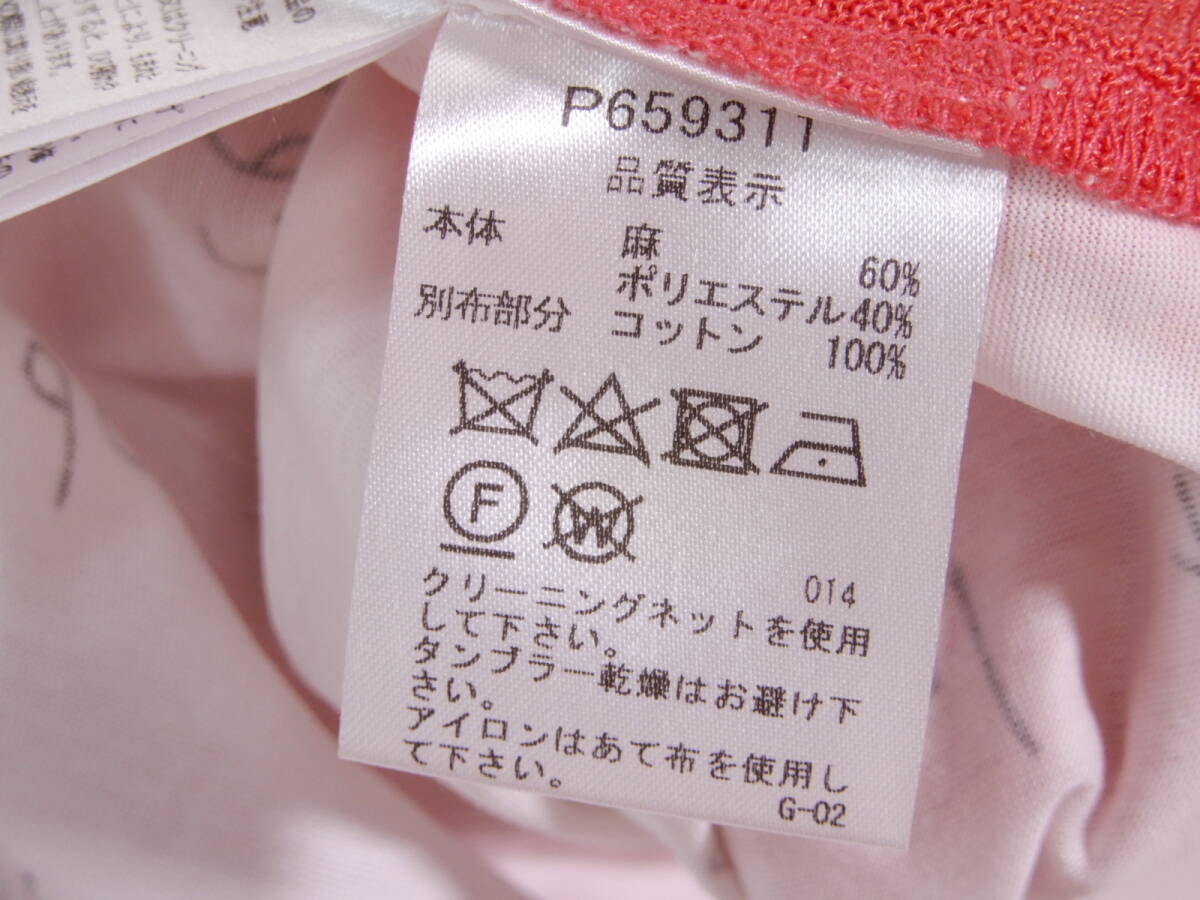 P659311
品質表示
本体 麻 60%
ポリエステル40%
別布部分 コットン 100%
F
W
014
クリーニングネットを使用
して下さい。
タンブラー乾燥はお避け下
さい。
アイロンはあて布を使用し
て下さい。
G-02